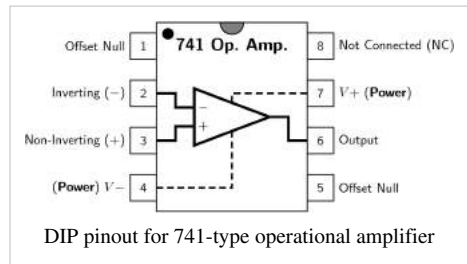 741 Op. Amp.
Offset Null 1
8 Not Connected (NC)
Inverting (−) 2
−
7 V+ (Power)
Non-Inverting (+) 3
+
6 Output
(Power) V− 4
5 Offset Null
DIP pinout for 741-type operational amplifier